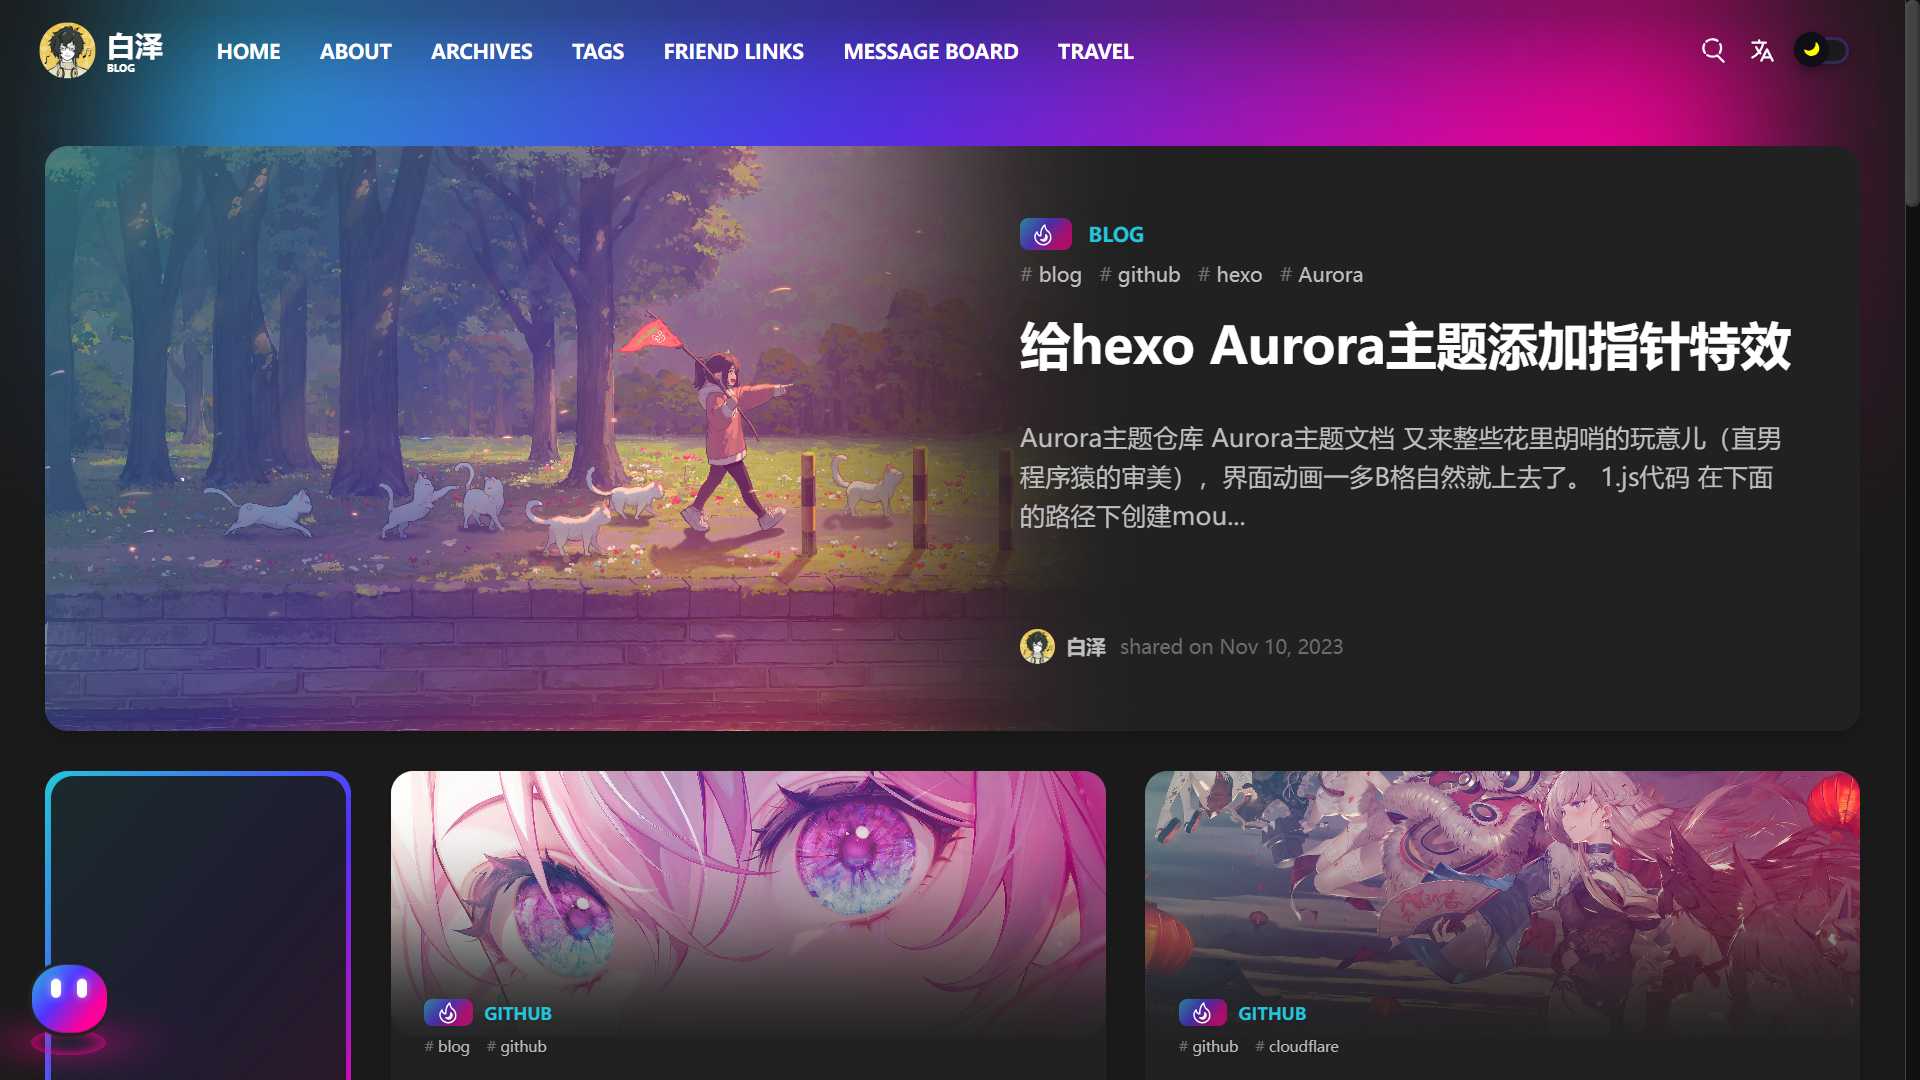 白泽
BLOG
HOME ABOUT ARCHIVES TAGS FRIEND LINKS MESSAGE BOARD TRAVEL
BLOG
# blog # github # hexo # Aurora
给hexo Aurora主题添加指针特效
Aurora主题仓库 Aurora主题文档 又来整些花里胡哨的玩意儿（直男
程序猿的审美），界面动画一多B格自然就上去了。 1.js代码 在下面
的路径下创建mou...
白泽 shared on Nov 10, 2023
GITHUB
# blog # github
GITHUB
# github # cloudflare